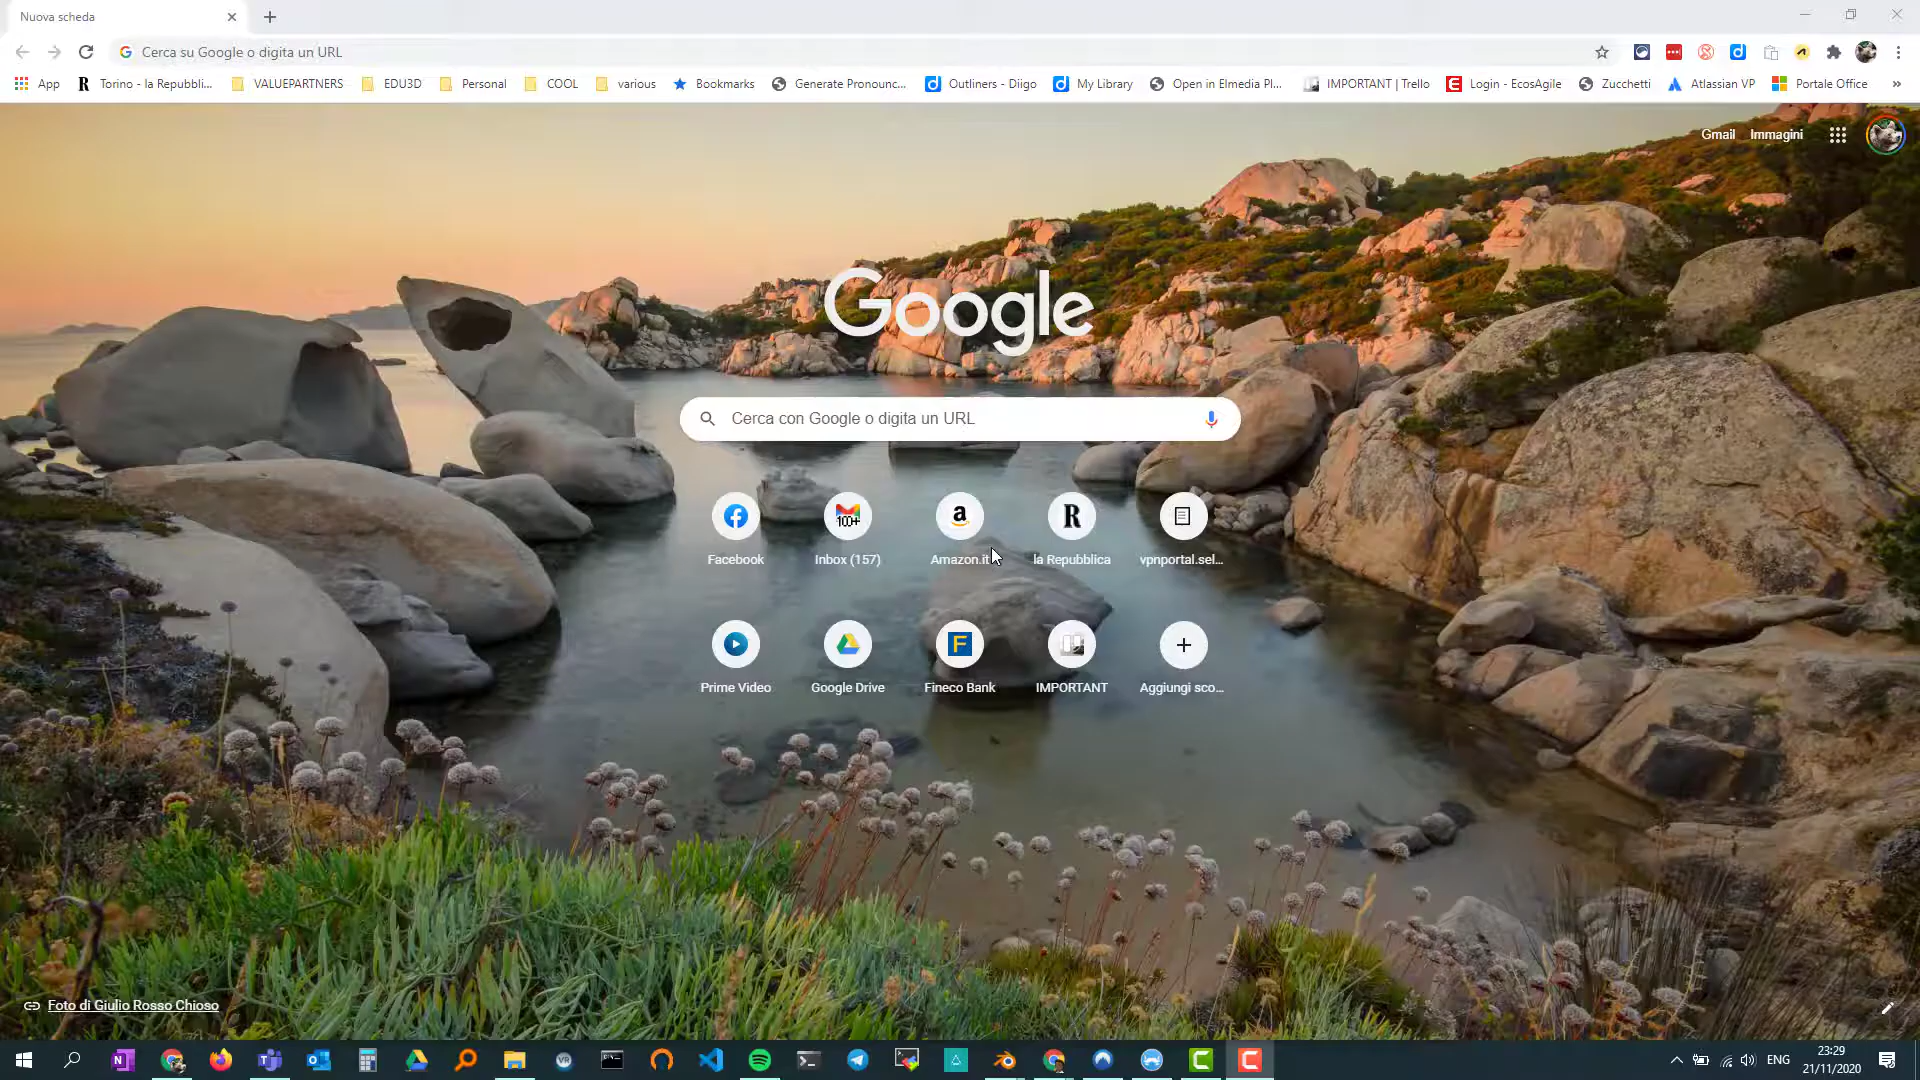 Nuova scheda
Cerca su Google o digita un URL
App
Torino - la Repubbli...
VALUEPARTNERS
EDU3D
Personal
COOL
various
Bookmarks
Generate Pronounc...
Outliners - Diigo
My Library
Open in Elmedia Pl...
IMPORTANT | Trello
Login - EcosAgile
Zucchetti
Atlassian VP
Portale Office
Gmail
Immagini
Google
Cerca con Google o digita un URL
100+
Facebook
Inbox (157)
Amazon.it
la Repubblica
vpnportal.sel...
Prime Video
Google Drive
Fineco Bank
IMPORTANT
Aggiungi sco...
Foto di Giulio Rosso Chioso
ENG
23:29
21/11/2020